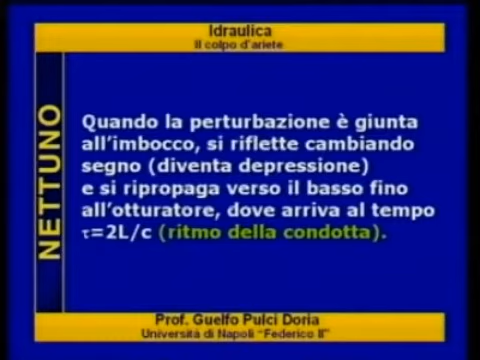 Idraulica
Il colpo d'ariete
NETTUNO
Quando la perturbazione è giunta
all'imbocco, si riflette cambiando
segno (diventa depressione)
e si ripropaga verso il basso fino
all'otturatore, dove arriva al tempo
τ=2L/c (ritmo della condotta).
Prof. Guelfo Pulci Doria
Università di Napoli "Federico II"